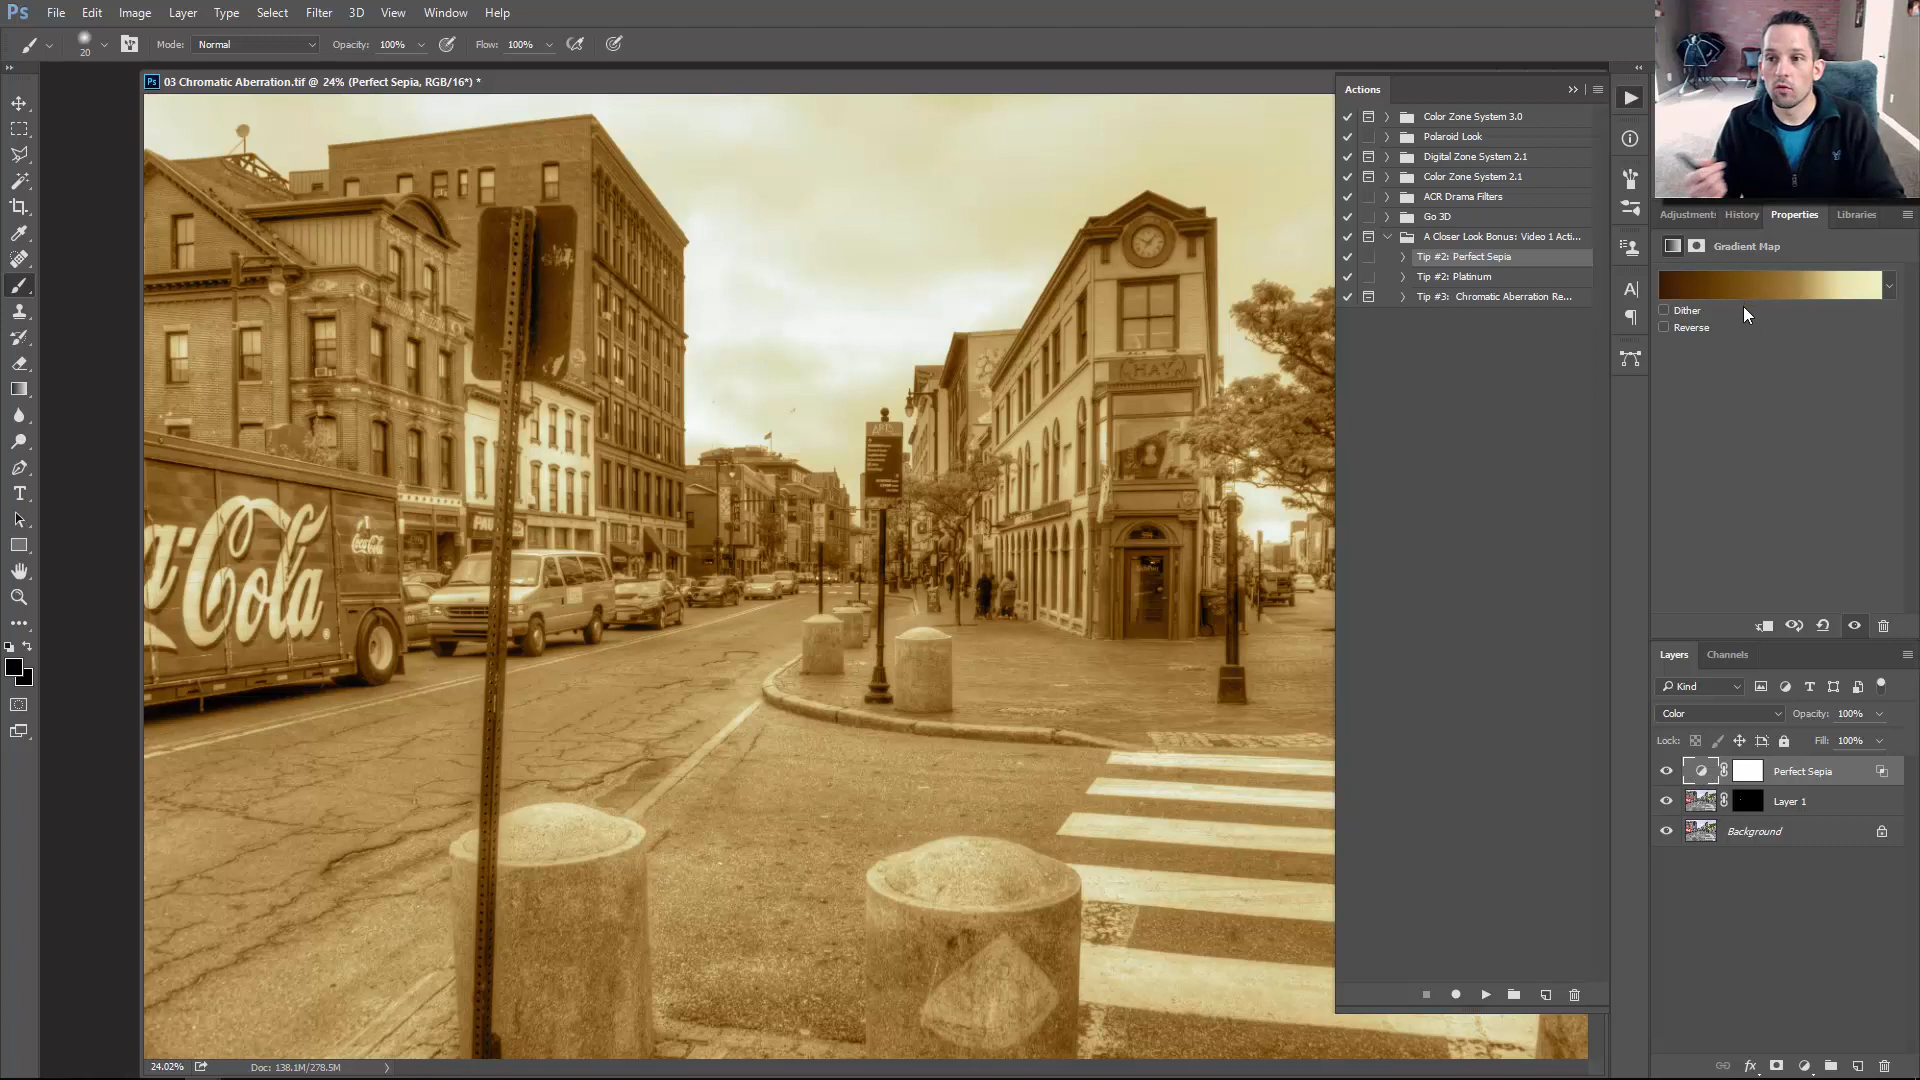 Ps File Edit Image Layer Type Select Filter 3D View Window Help
20 Mode: Normal Opacity: 100% Flow: 100%
Ps 03 Chromatic Aberration.tif @ 24% (Perfect Sepia, RGB/16*) *
Actions
Color Zone System 3.0
Polaroid Look
Digital Zone System 2.1
Color Zone System 2.1
ACR Drama Filters
Go 3D
A Closer Look Bonus: Video 1 Acti...
Tip #2: Perfect Sepia
Tip #2: Platinum
Tip #3: Chromatic Aberration Re...
Adjustments History Properties Libraries
Gradient Map
Dither
Reverse
ARTS
CHAYA
Coca-Cola
Cola ®
Layers Channels
Kind
Color Opacity: 100%
Lock: Fill: 100%
Perfect Sepia
Layer 1
Background
24.02% Doc: 138.1M/278.5M